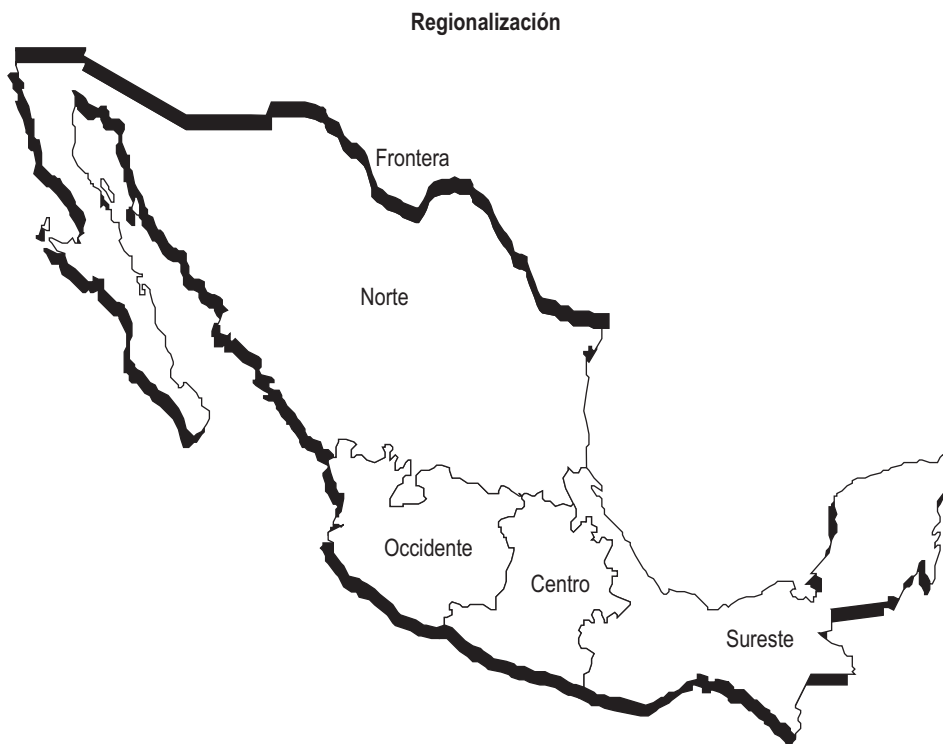 Regionalización
Frontera
Norte
Occidente
Centro
Sureste